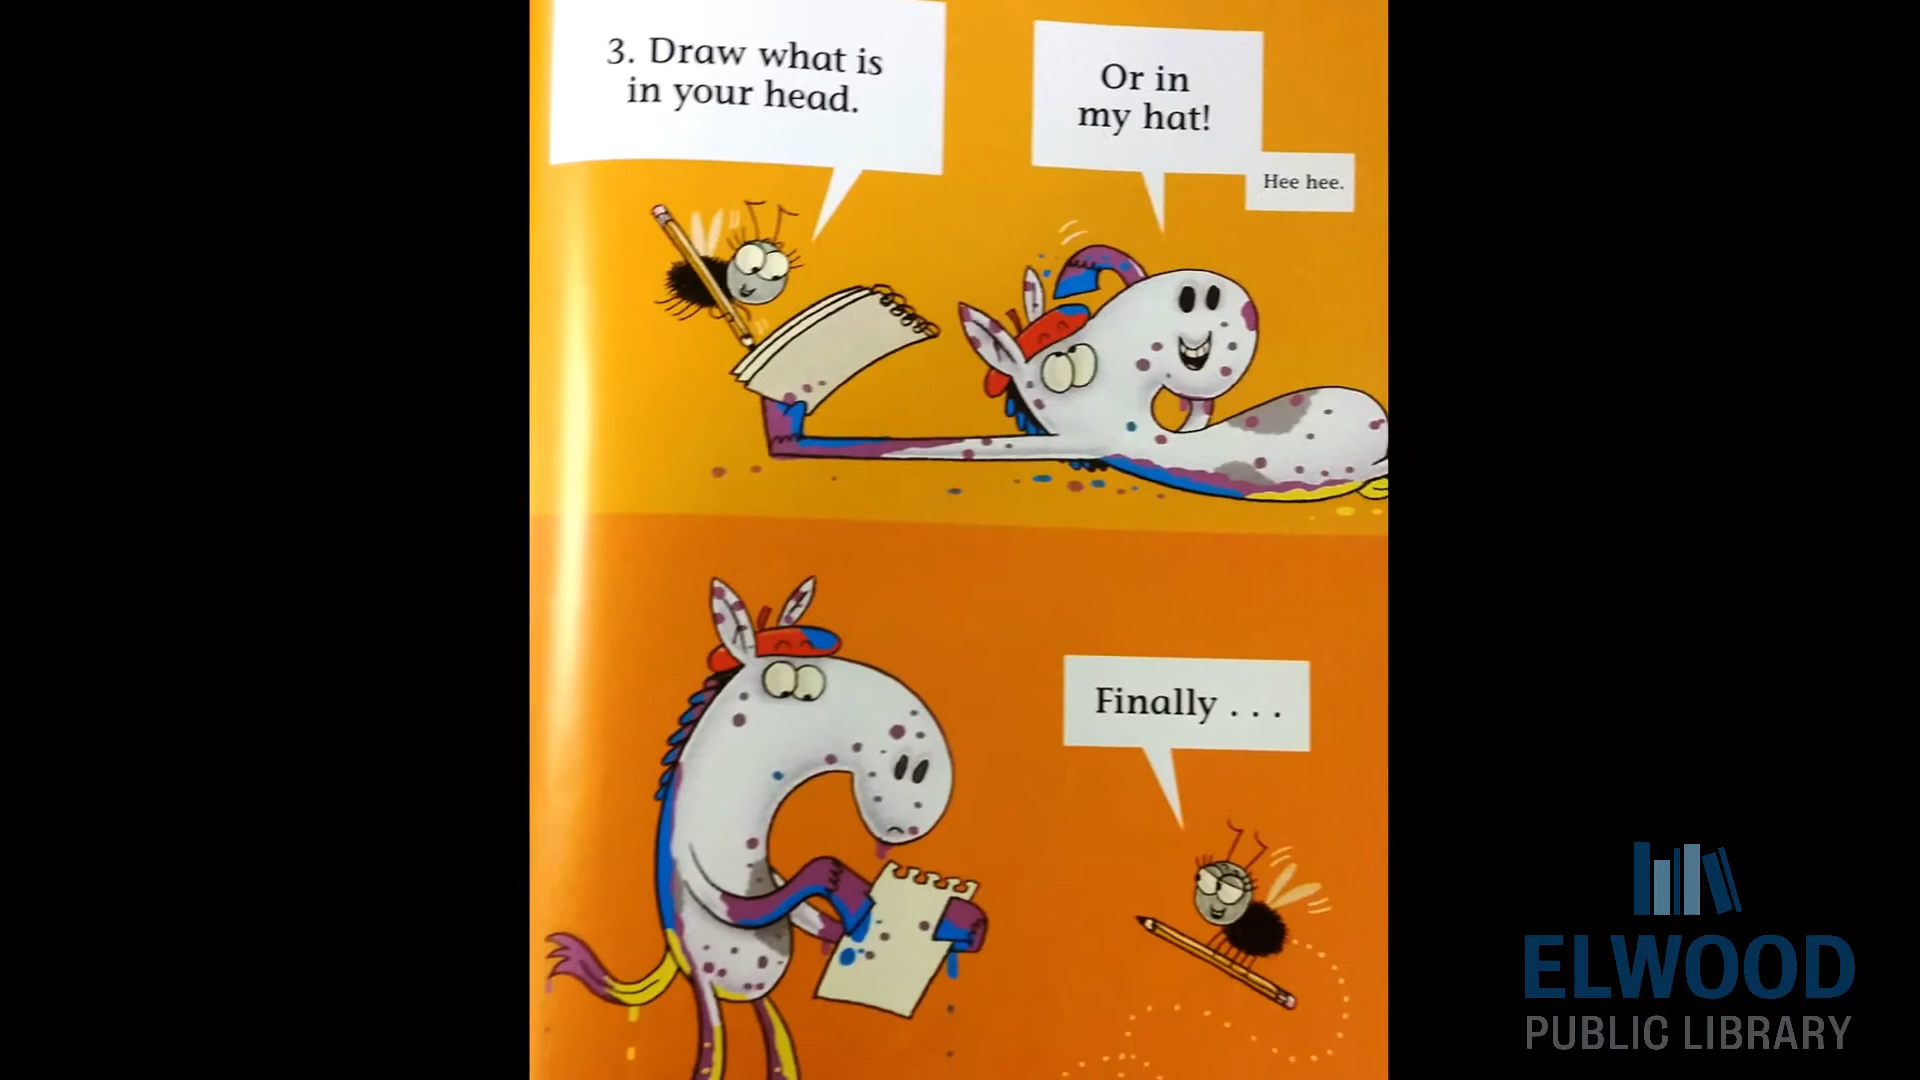 3. Draw what is
in your head.
Or in
my hat!
Hee hee.
Finally . . .
ELWOOD
PUBLIC LIBRARY